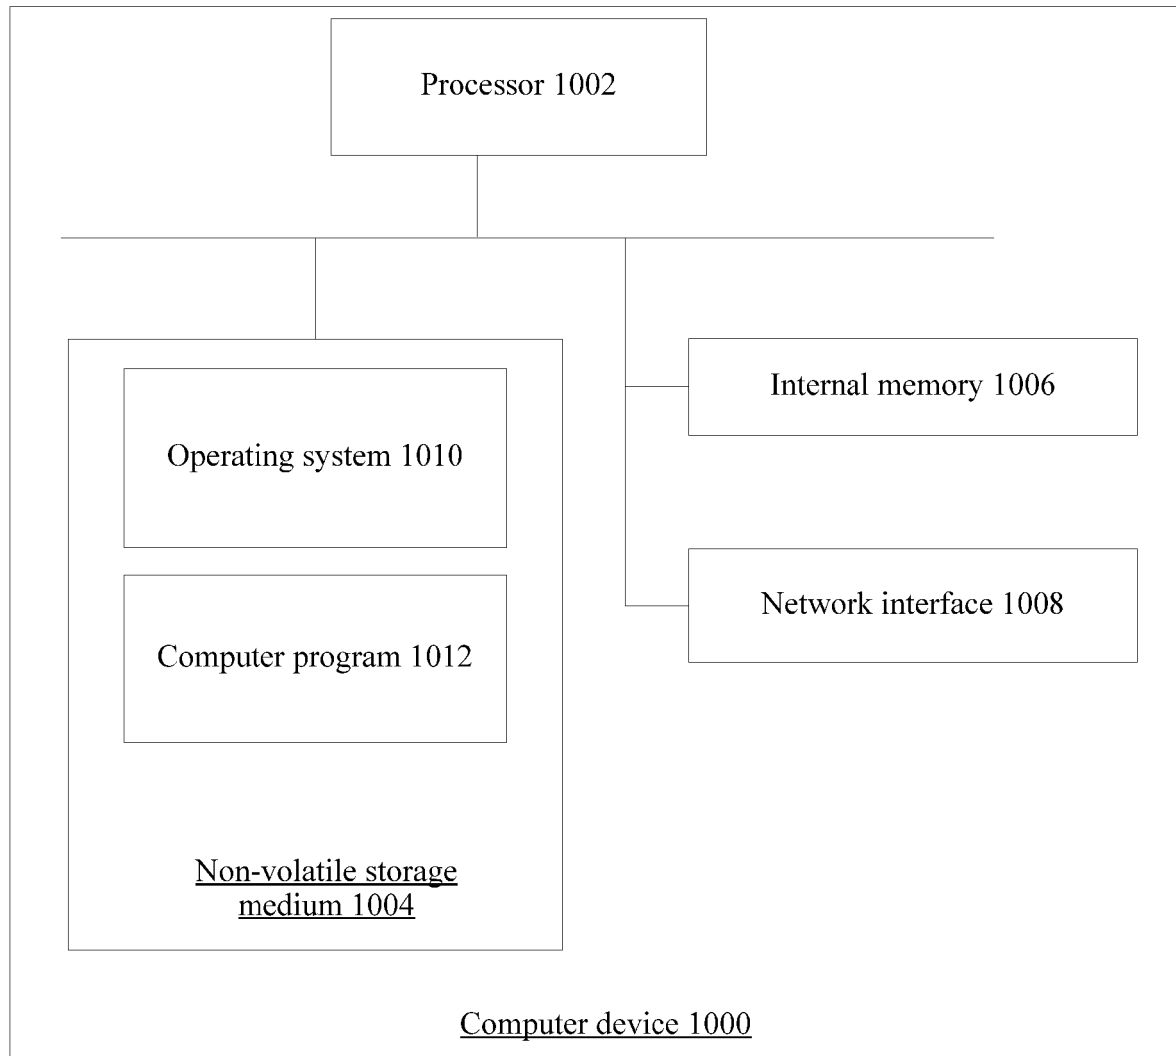 Processor 1002
Internal memory 1006
Operating system 1010
Network interface 1008
Computer program 1012
Non-volatile storage
medium 1004
Computer device 1000